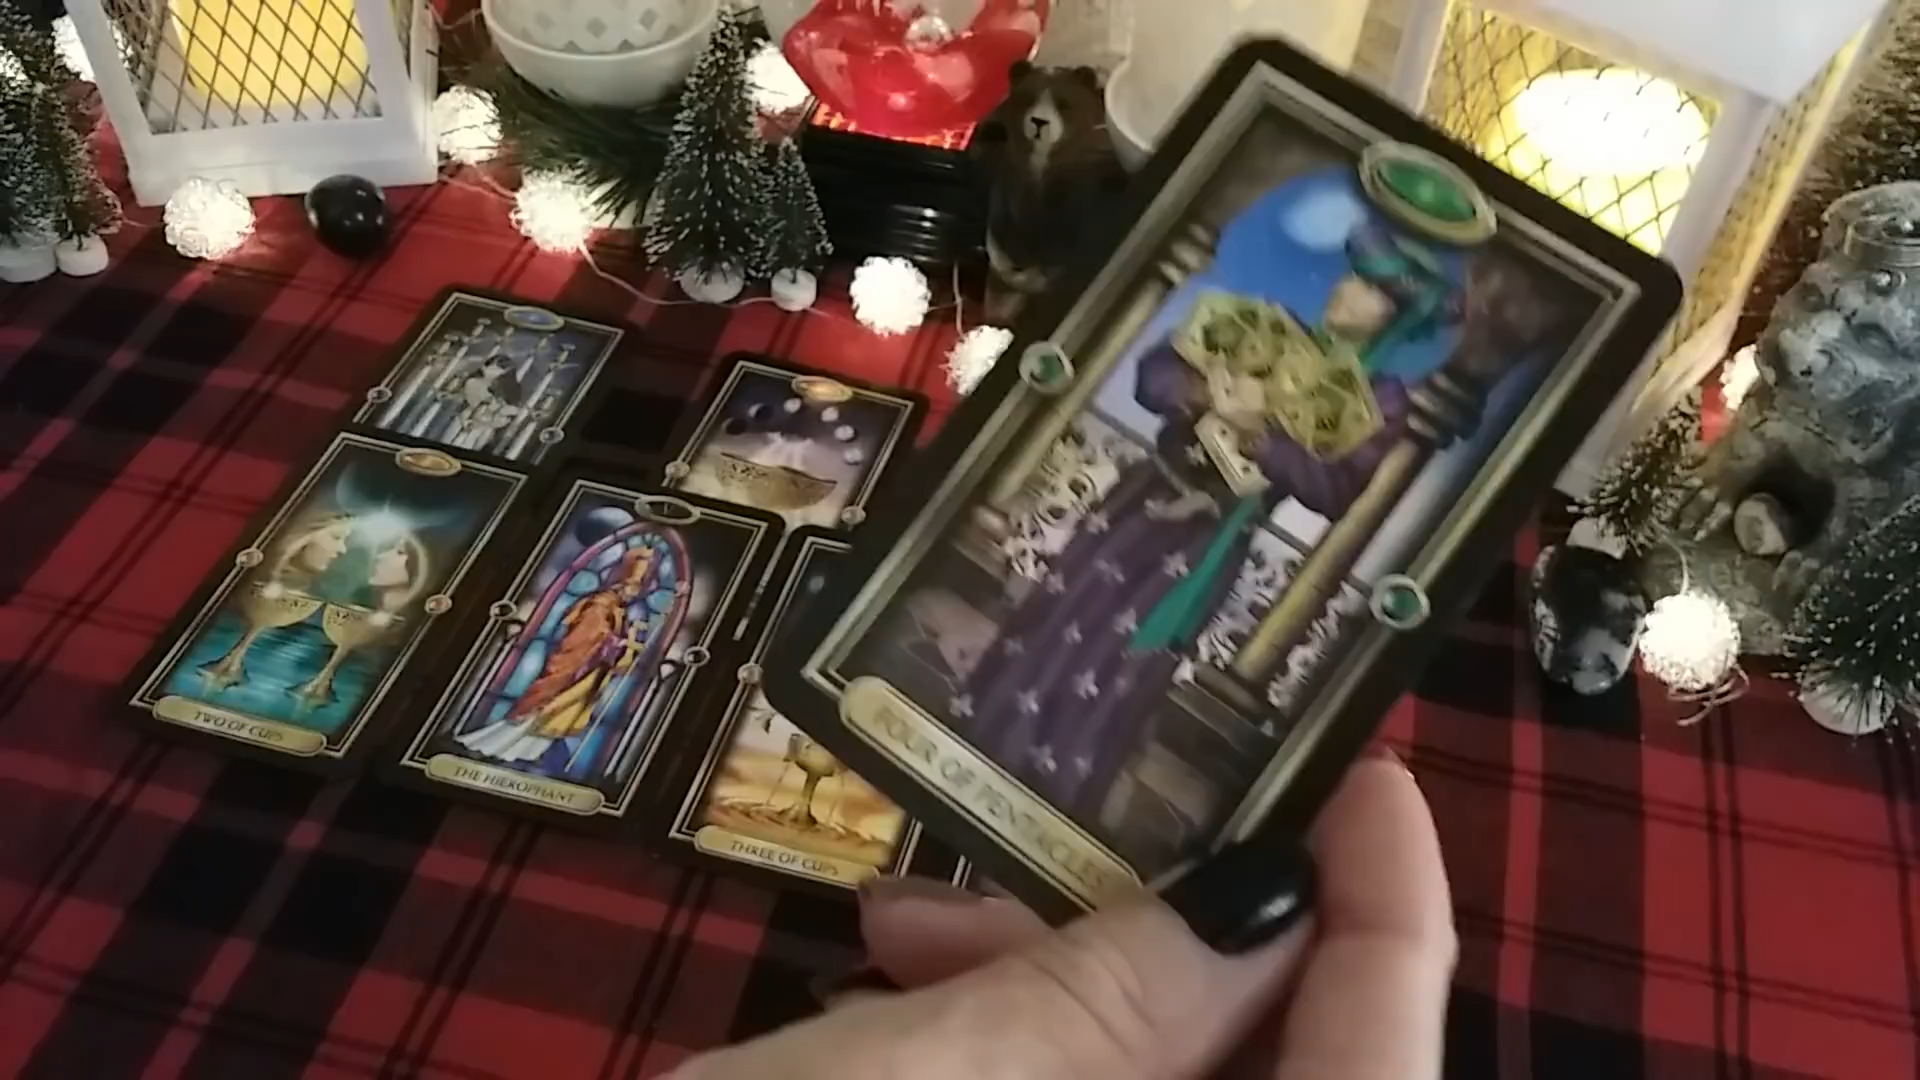 TWO OF CUPS
THE HIEROPHANT
THREE OF CUPS
FOUR OF PENTACLES